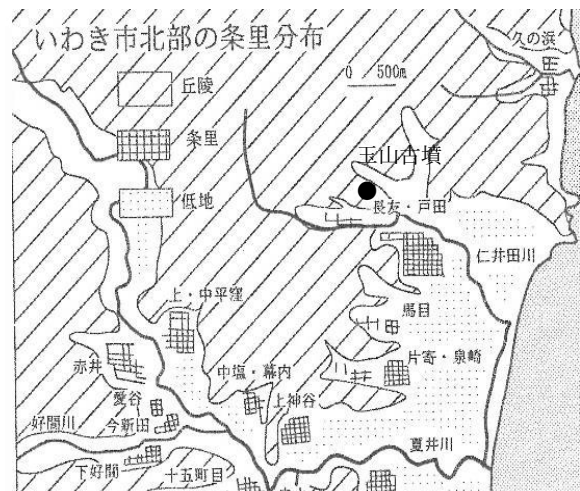 いわき市北部の条里分布
久の浜
丘陵
0 500m
条里
玉山古墳
低地
長友・戸田
仁井田川
上・中平窪
馬目
赤井
中塩・幕内
片寄・泉崎
愛谷
上神谷
好間川
今新田
夏井川
下好間
十五町目